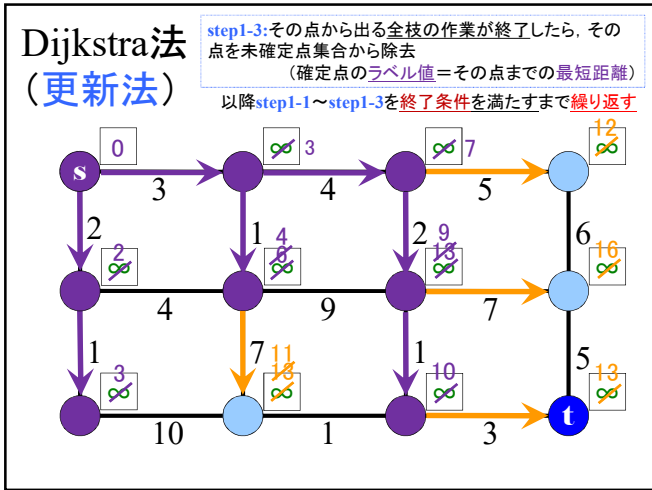 Dijkstra法
(更新法)
step1-3:その点から出る全枝の作業が終了したら，その
点を未確定点集合から除去
(確定点のラベル値＝その点までの最短距離)
以降step1-1～step1-3を終了条件を満たすまで繰り返す
s 0 ∞ 3 ∞ 7 12 ∞
3 4 5
2 1 2 6
2 ∞ 4 6 ∞ 9 13 ∞ 16 ∞
4 9 7
1 7 1 5
3 ∞ 11 13 ∞ 10 ∞ 13 ∞
t
10 1 3